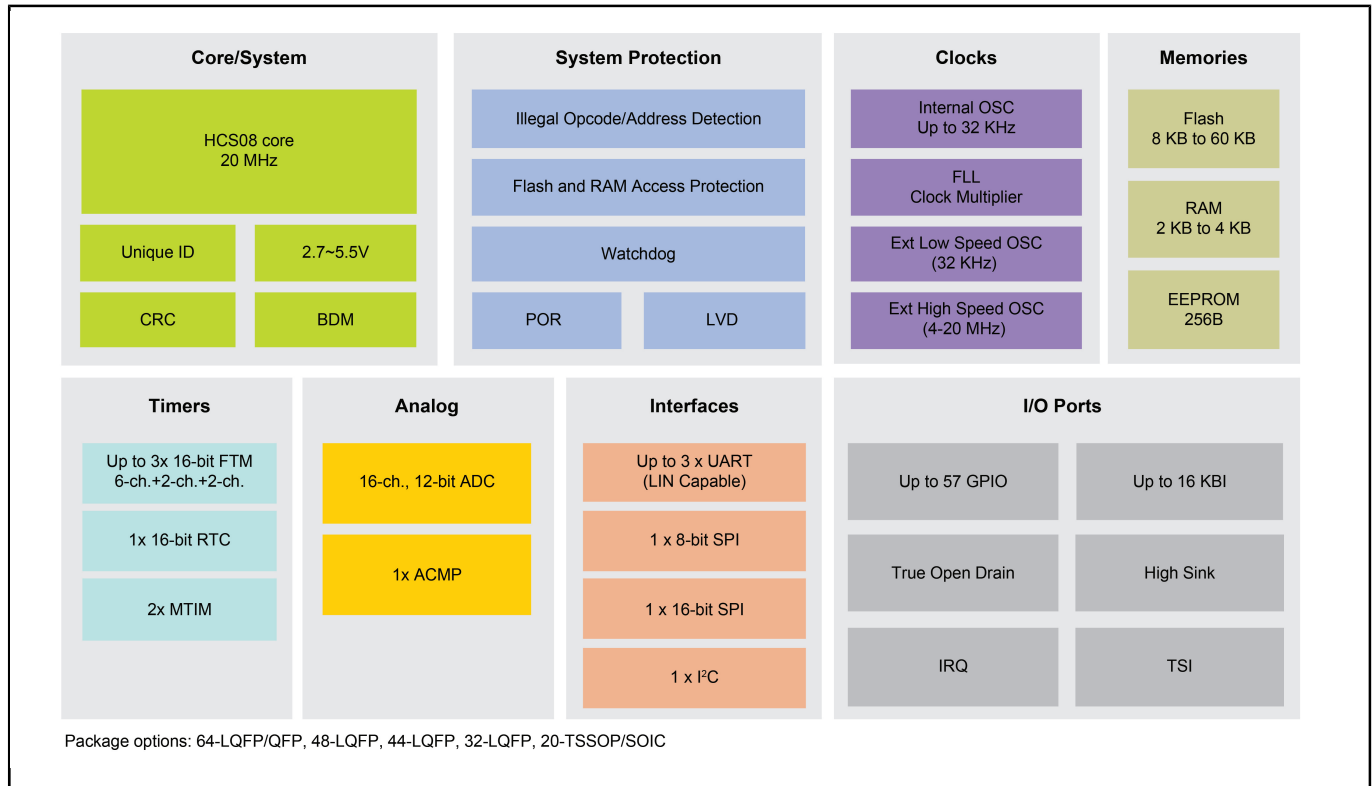 Core/System
HCS08 core
20 MHz
Unique ID
2.7~5.5V
CRC
BDM
System Protection
Illegal Opcode/Address Detection
Flash and RAM Access Protection
Watchdog
POR
LVD
Clocks
Internal OSC
Up to 32 KHz
FLL
Clock Multiplier
Ext Low Speed OSC
(32 KHz)
Ext High Speed OSC
(4-20 MHz)
Memories
Flash
8 KB to 60 KB
RAM
2 KB to 4 KB
EEPROM
256B
Timers
Up to 3x 16-bit FTM
6-ch.+2-ch.+2-ch.
1x 16-bit RTC
2x MTIM
Analog
16-ch., 12-bit ADC
1x ACMP
Interfaces
Up to 3 x UART
(LIN Capable)
1 x 8-bit SPI
1 x 16-bit SPI
1 x I²C
I/O Ports
Up to 57 GPIO
Up to 16 KBI
True Open Drain
High Sink
IRQ
TSI
Package options: 64-LQFP/QFP, 48-LQFP, 44-LQFP, 32-LQFP, 20-TSSOP/SOIC